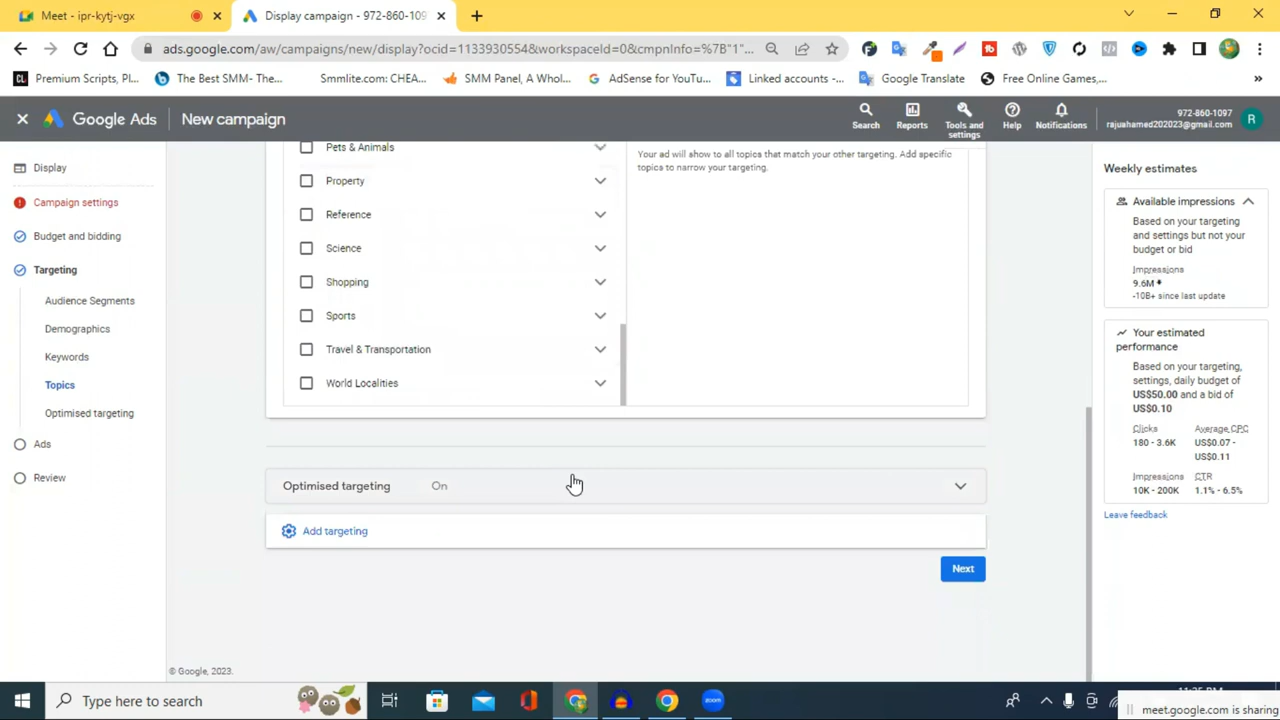 Meet - ipr-kytj-vgx
Display campaign - 972-860-109
ads.google.com/aw/campaigns/new/display?ocid=1133930554&workspaceId=0&cmpnInfo=%7B"1"...
Premium Scripts, Pl...
The Best SMM- The...
Smmlite.com: CHEA...
SMM Panel, A Whol...
AdSense for YouTu...
Linked accounts -...
Google Translate
Free Online Games,...
Google Ads
New campaign
Search
Reports
Tools and settings
Help
Notifications
972-860-1097
rajuahamed202023@gmail.com
R
Display
Campaign settings
Budget and bidding
Targeting
Audience Segments
Demographics
Keywords
Topics
Optimised targeting
Ads
Review
Pets & Animals
Property
Reference
Science
Shopping
Sports
Travel & Transportation
World Localities
Your ad will show to all topics that match your other targeting. Add specific
topics to narrow your targeting.
Optimised targeting On
Add targeting
Next
© Google, 2023.
Weekly estimates
Available impressions
Based on your targeting
and settings but not your
budget or bid
Impressions
9.6M
-10B+ since last update
Your estimated
performance
Based on your targeting,
settings, daily budget of
US$50.00 and a bid of
US$0.10
Clicks
180 - 3.6K
Average CPC
US$0.07 -
US$0.11
Impressions
10K - 200K
CTR
1.1% - 6.5%
Leave feedback
Type here to search
zoom
meet.google.com is sharing